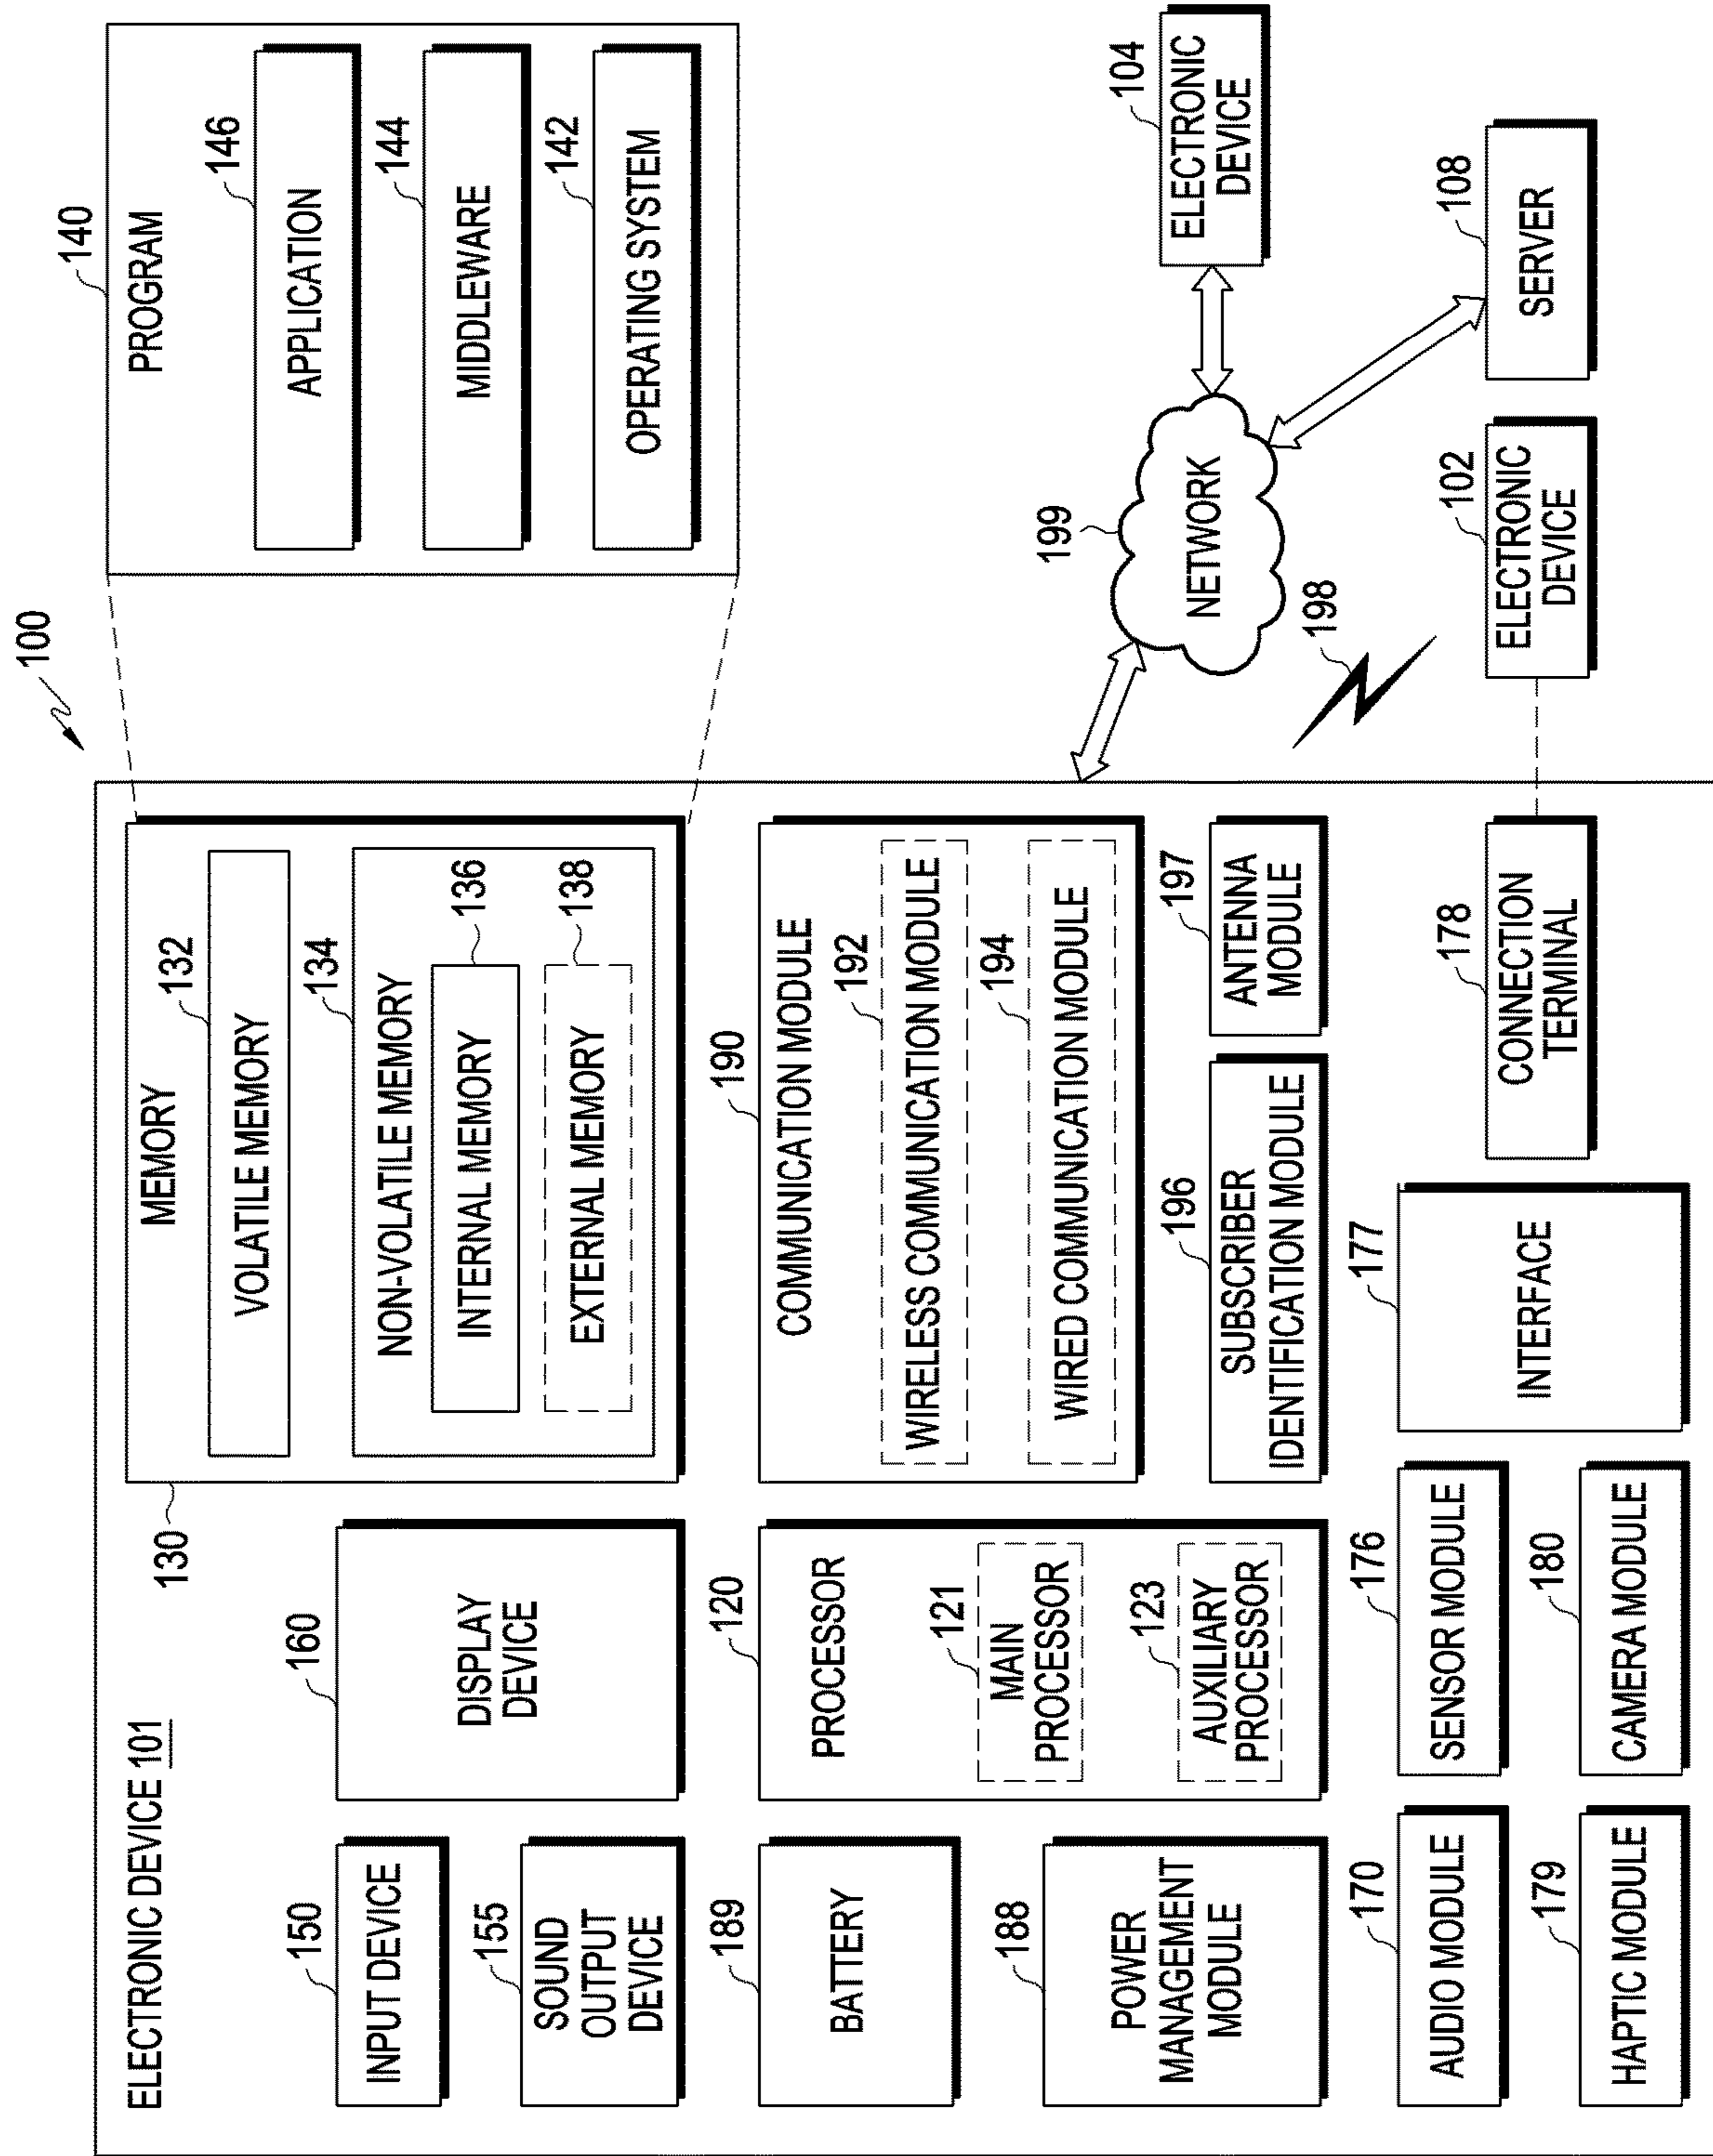 100
ELECTRONIC DEVICE 101
150
INPUT DEVICE
155
SOUND
OUTPUT
DEVICE
160
DISPLAY
DEVICE
130
MEMORY
132
VOLATILE MEMORY
134
NON-VOLATILE MEMORY
136
INTERNAL MEMORY
138
EXTERNAL MEMORY
140
PROGRAM
146
APPLICATION
144
MIDDLEWARE
142
OPERATING SYSTEM
189
BATTERY
188
POWER
MANAGEMENT
MODULE
120
PROCESSOR
121
MAIN
PROCESSOR
123
AUXILIARY
PROCESSOR
190
COMMUNICATION MODULE
192
WIRELESS COMMUNICATION MODULE
194
WIRED COMMUNICATION MODULE
196
SUBSCRIBER
IDENTIFICATION MODULE
197
ANTENNA
MODULE
199
NETWORK
104
ELECTRONIC
DEVICE
198
170
AUDIO MODULE
176
SENSOR MODULE
179
HAPTIC MODULE
180
CAMERA MODULE
177
INTERFACE
178
CONNECTION
TERMINAL
102
ELECTRONIC
DEVICE
108
SERVER